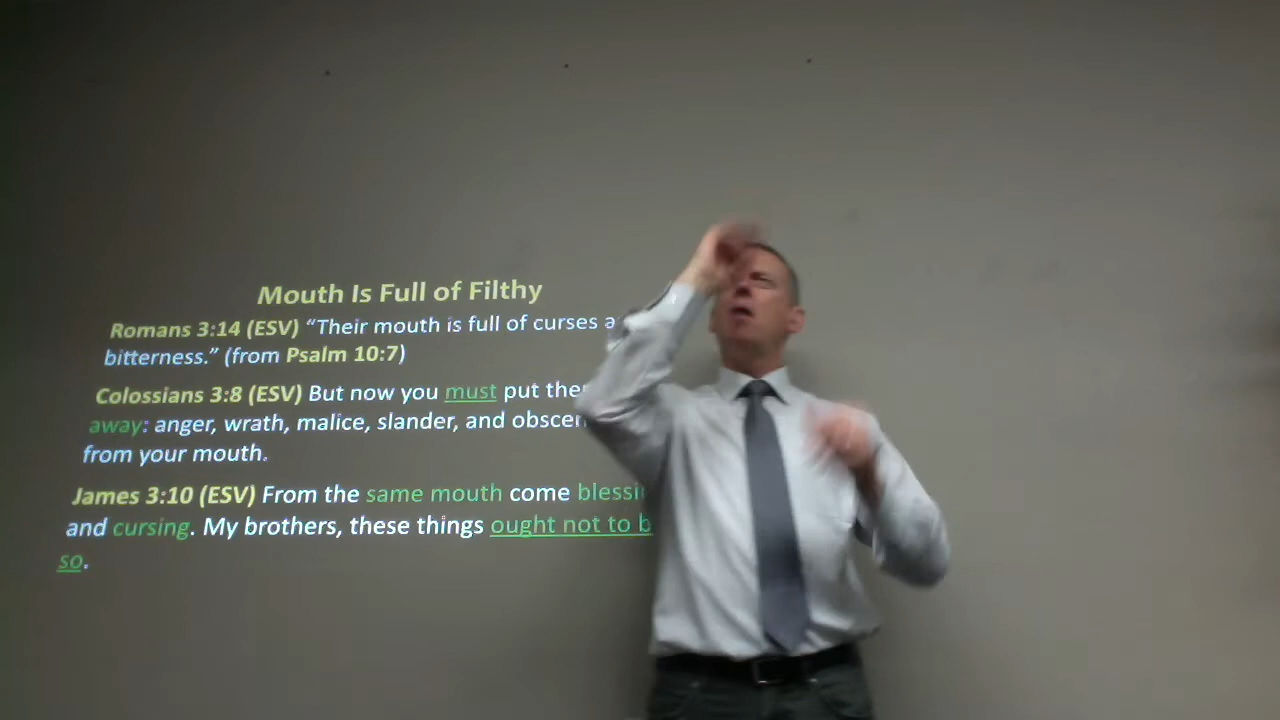 Mouth Is Full of Filthy
Romans 3:14 (ESV) “Their mouth is full of curses
bitterness.” (from Psalm 10:7)
Colossians 3:8 (ESV) But now you must put
away: anger, wrath, malice, slander, and
from your mouth.
James 3:10 (ESV) From the same mouth come
and cursing. My brothers, these things ought not to
so.